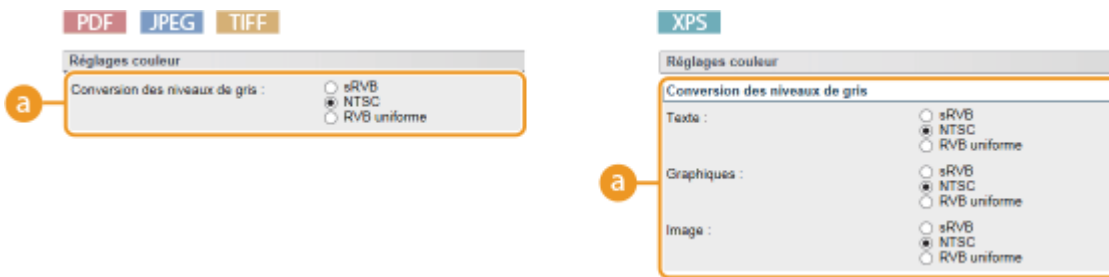 PDF JPEG TIFF
Réglages couleur
a
Conversion des niveaux de gris :
sRVB
NTSC
RVB uniforme
XPS
Réglages couleur
a
Conversion des niveaux de gris
Texte :
sRVB
NTSC
RVB uniforme
Graphiques :
sRVB
NTSC
RVB uniforme
Image :
sRVB
NTSC
RVB uniforme